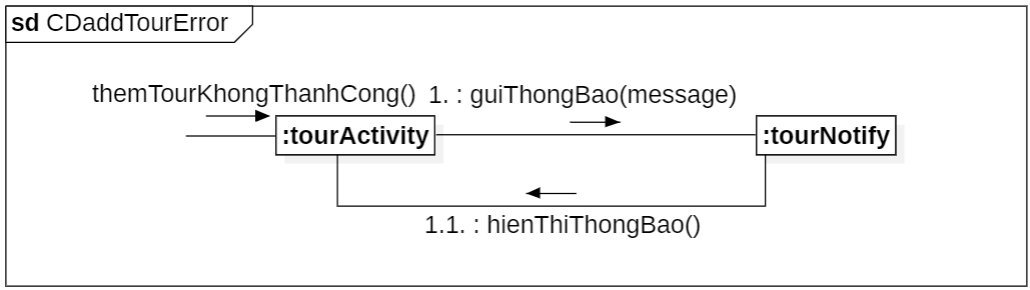 sd CDaddTourError
themTourKhongThanhCong() 1. : guiThongBao(message)
:tourActivity :tourNotify
1.1. : hienThiThongBao()